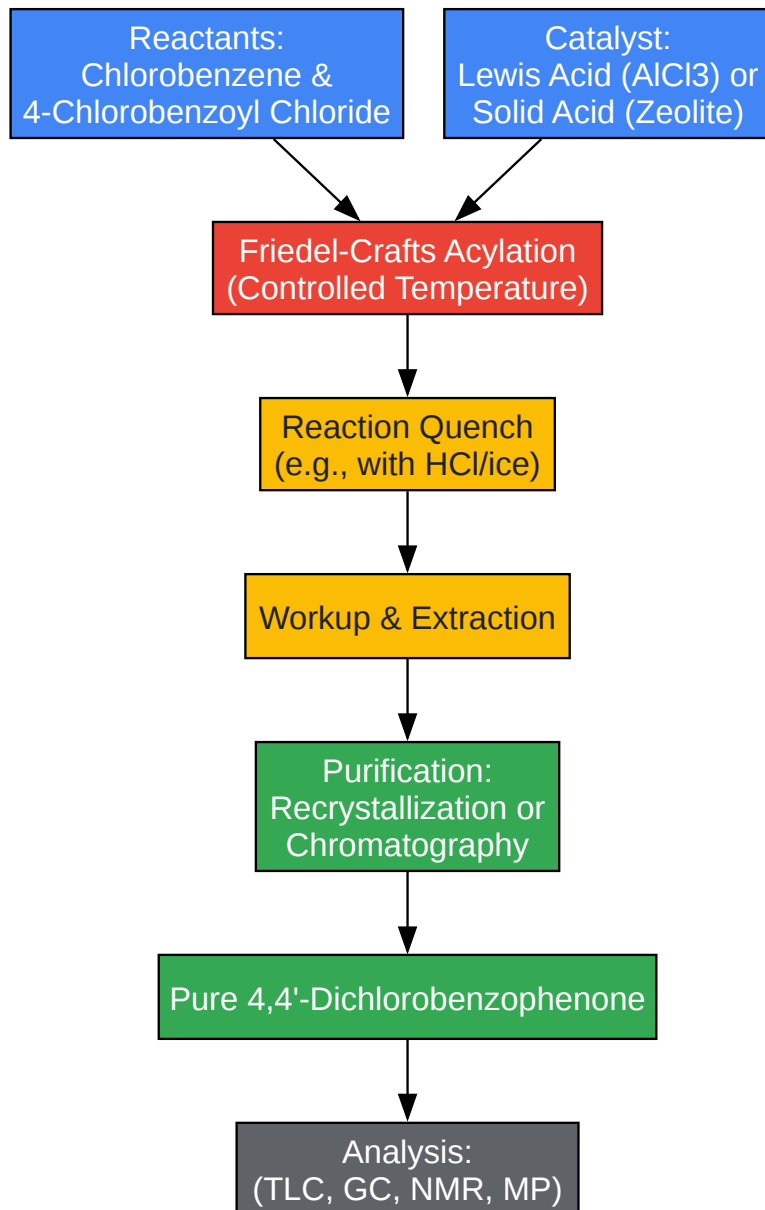 Reactants:
Chlorobenzene &
4-Chlorobenzoyl Chloride
Catalyst:
Lewis Acid (AlCl3) or
Solid Acid (Zeolite)
Friedel-Crafts Acylation
(Controlled Temperature)
Reaction Quench
(e.g., with HCl/ice)
Workup & Extraction
Purification:
Recrystallization or
Chromatography
Pure 4,4'-Dichlorobenzophenone
Analysis:
(TLC, GC, NMR, MP)